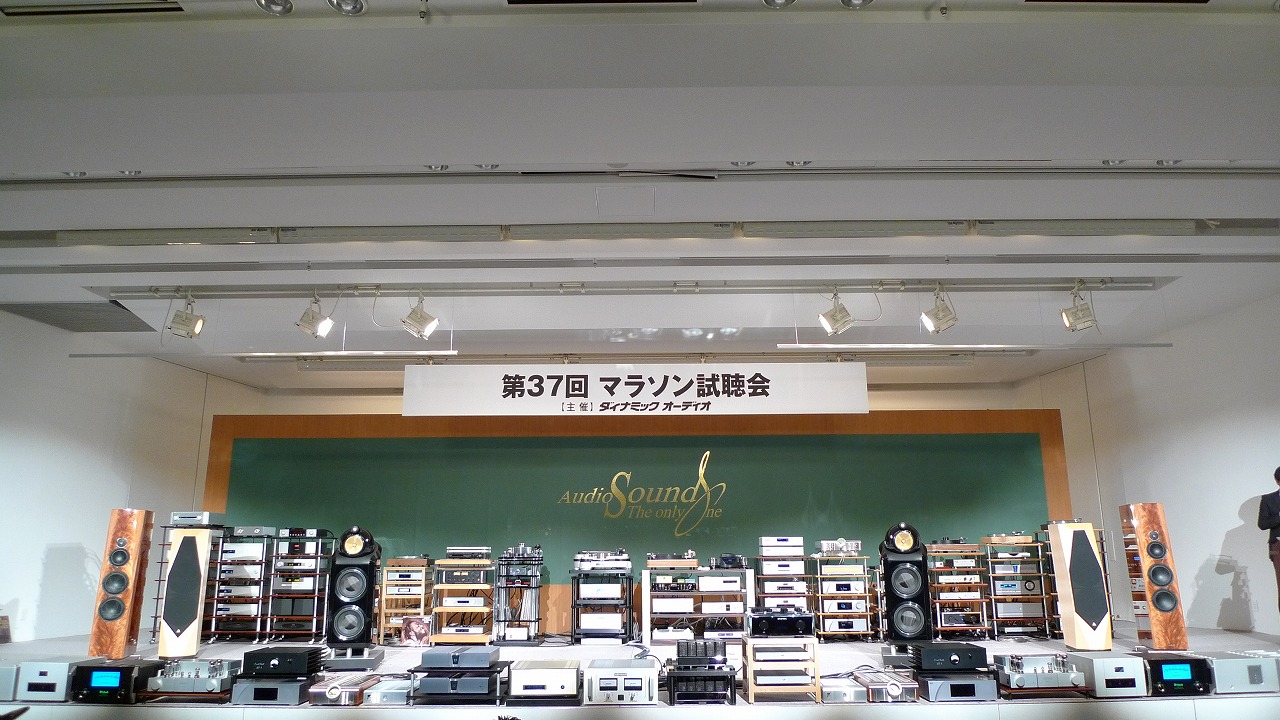 第37回 マラソン試聴会
【主催】ダイナミック オーディオ
Audio Sound
The only One